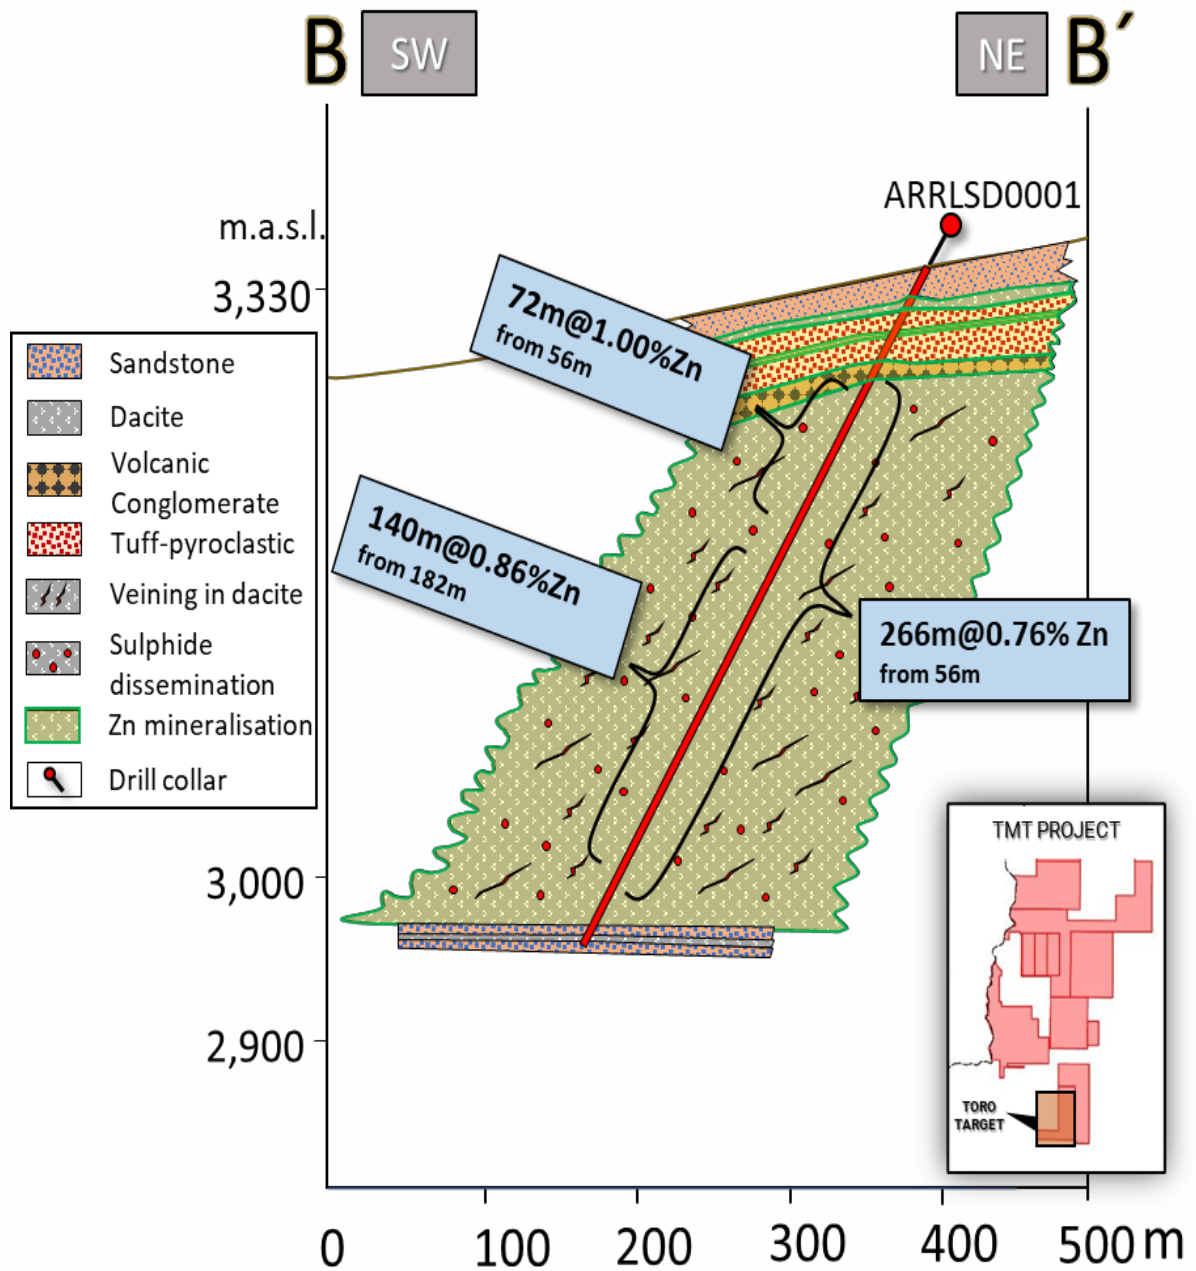 B SW NE B´
ARRLSD0001
m.a.s.l.
3,330
72m@1.00%Zn
from 56m
Sandstone
Dacite
Volcanic
Conglomerate
Tuff-pyroclastic
Veining in dacite
Sulphide
dissemination
Zn mineralisation
Drill collar
140m@0.86%Zn
from 182m
266m@0.76% Zn
from 56m
3,000
2,900
TMT PROJECT
TORO
TARGET
0 100 200 300 400 500 m